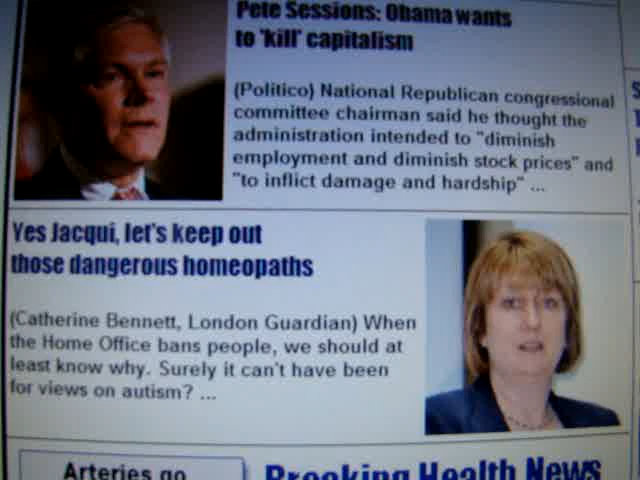 Pete Sessions: Obama wants
to 'kill' capitalism
(Politico) National Republican congressional
committee chairman said he thought the
administration intended to "diminish
employment and diminish stock prices" and
"to inflict damage and hardship" ...
Yes Jacqui, let's keep out
those dangerous homeopaths
(Catherine Bennett, London Guardian) When
the Home Office bans people, we should at
least know why. Surely it can't have been
for views on autism? ...
Arteries go
Breaking Health News